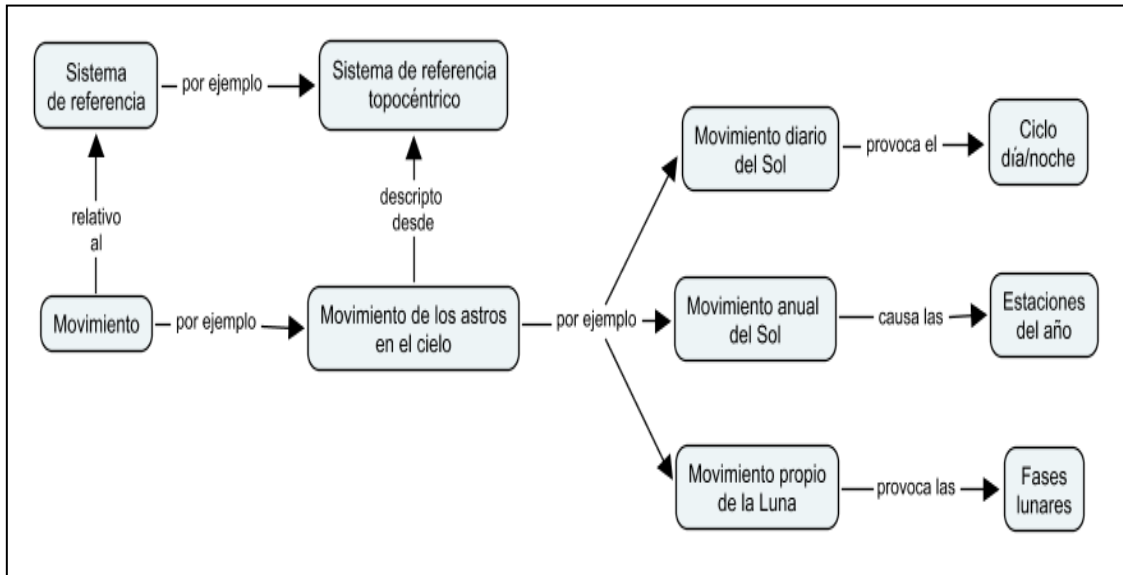 Sistema
de referencia
por ejemplo
Sistema de referencia
topocéntrico
relativo
al
descripto
desde
Movimiento
por ejemplo
Movimiento de los astros
en el cielo
por ejemplo
Movimiento diario
del Sol
provoca el
Ciclo
día/noche
Movimiento anual
del Sol
causa las
Estaciones
del año
Movimiento propio
de la Luna
provoca las
Fases
lunares